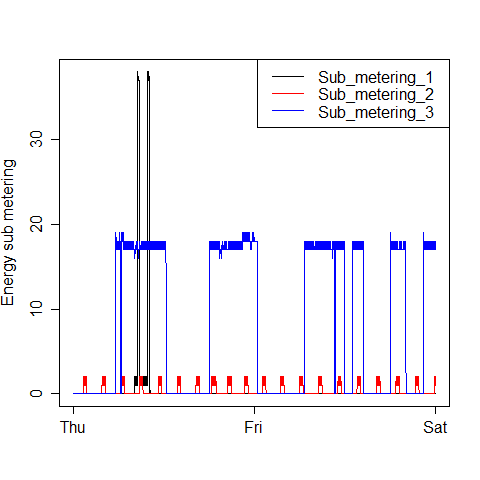 Sub_metering_1
Sub_metering_2
Sub_metering_3
Energy sub metering
30
20
10
0
Thu Fri Sat